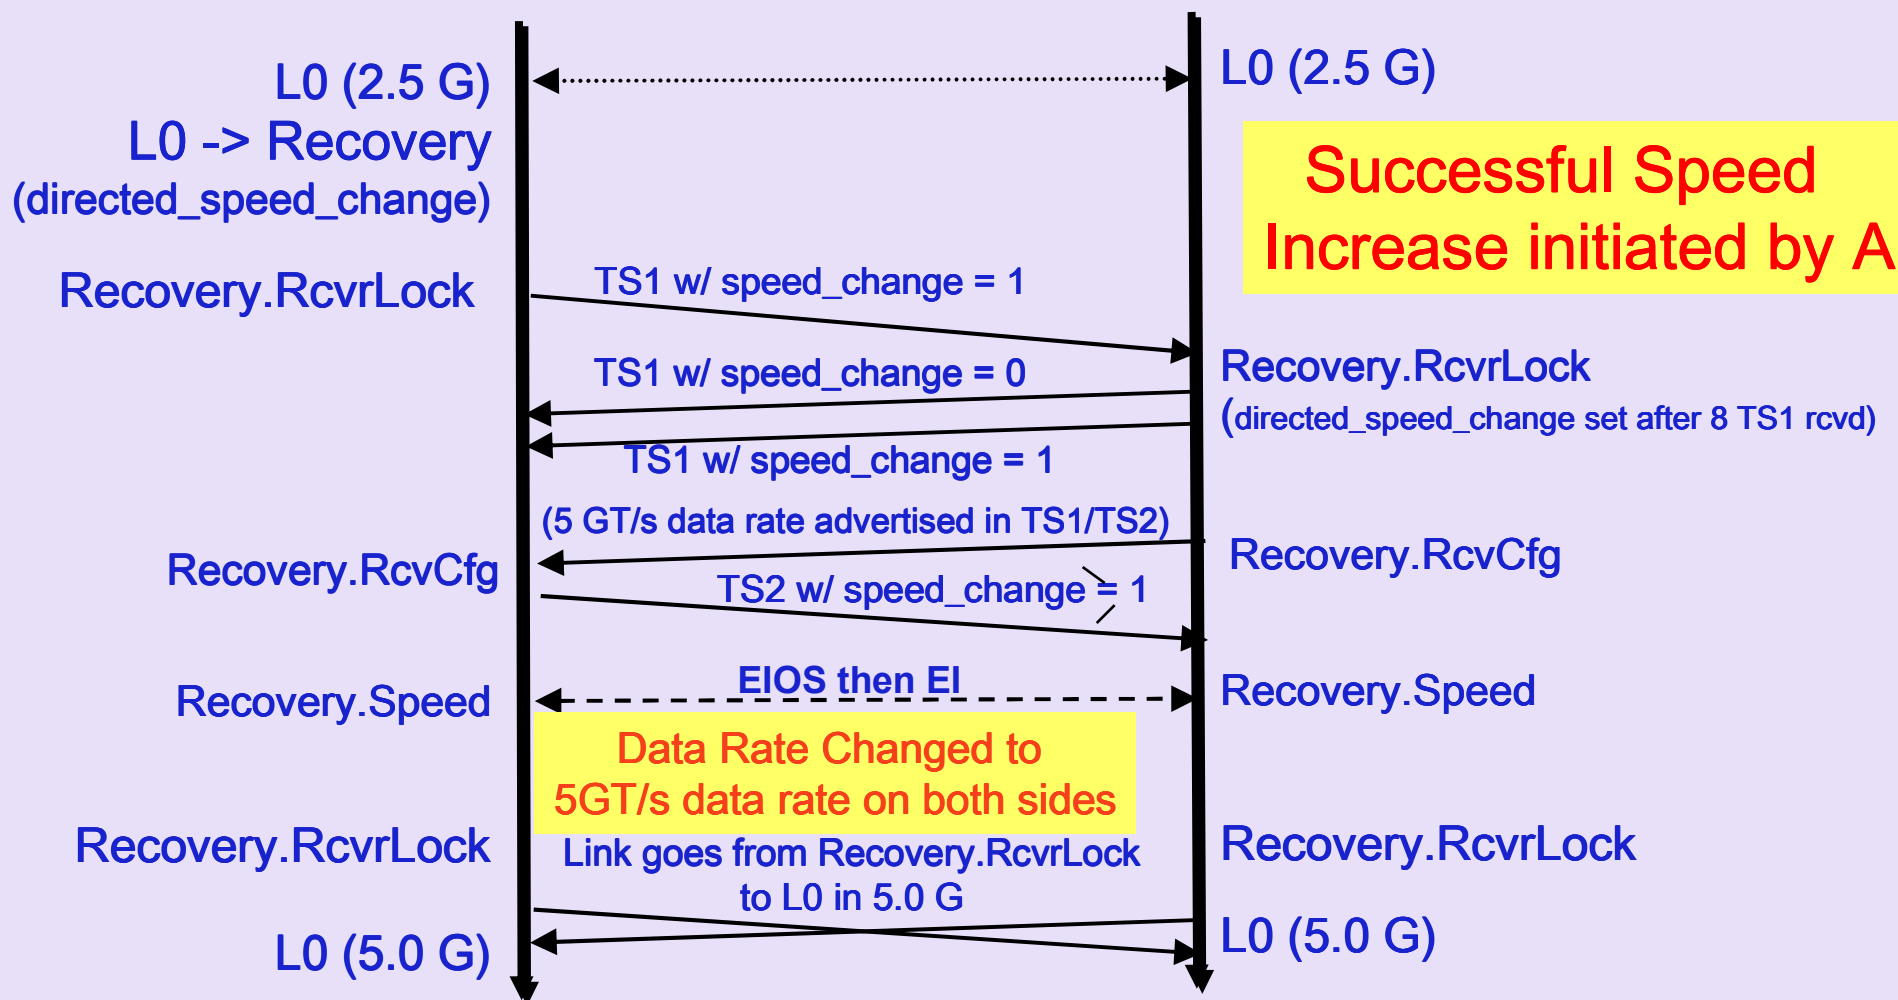 L0 (2.5 G)
L0 (2.5 G)
L0 -> Recovery
(directed_speed_change)
Successful Speed
Increase initiated by A
Recovery.RcvrLock
TS1 w/ speed_change = 1
TS1 w/ speed_change = 0
Recovery.RcvrLock
(directed_speed_change set after 8 TS1 rcvd)
TS1 w/ speed_change = 1
(5 GT/s data rate advertised in TS1/TS2)
Recovery.RcvCfg
Recovery.RcvCfg
TS2 w/ speed_change = 1
EIOS then EI
Recovery.Speed
Recovery.Speed
Data Rate Changed to
5GT/s data rate on both sides
Recovery.RcvrLock
Recovery.RcvrLock
Link goes from Recovery.RcvrLock
to L0 in 5.0 G
L0 (5.0 G)
L0 (5.0 G)